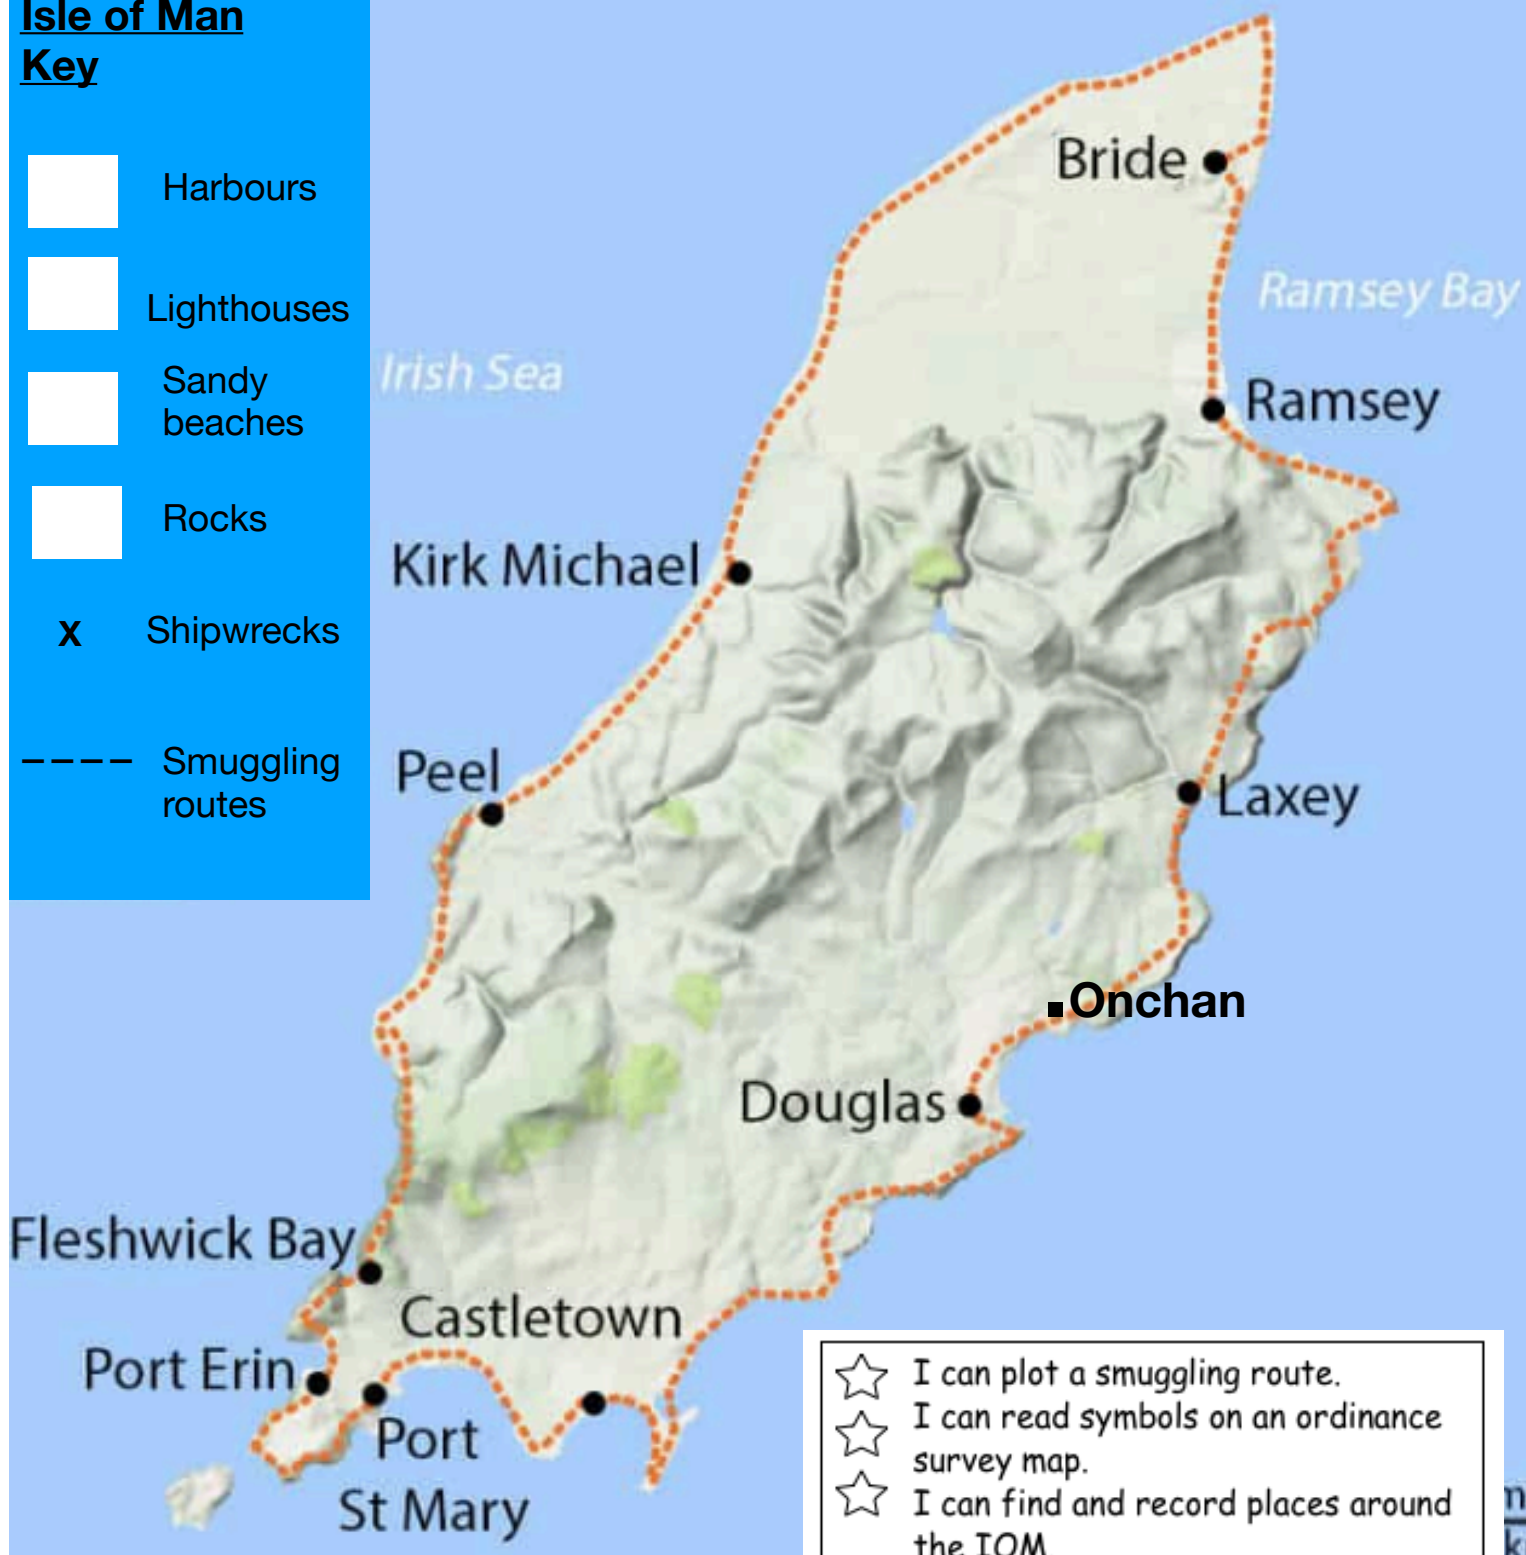 Isle of Man
Key
Harbours
Lighthouses
Sandy
beaches
Rocks
x Shipwrecks
Smuggling
routes
Bride
Ramsey Bay
Irish Sea
Ramsey
Kirk Michael
Peel
Laxey
Onchan
Douglas
Fleshwick Bay
Castletown
Port Erin
Port
St Mary
I can plot a smuggling route.
I can read symbols on an ordinance
survey map.
I can find and record places around
the IOM.